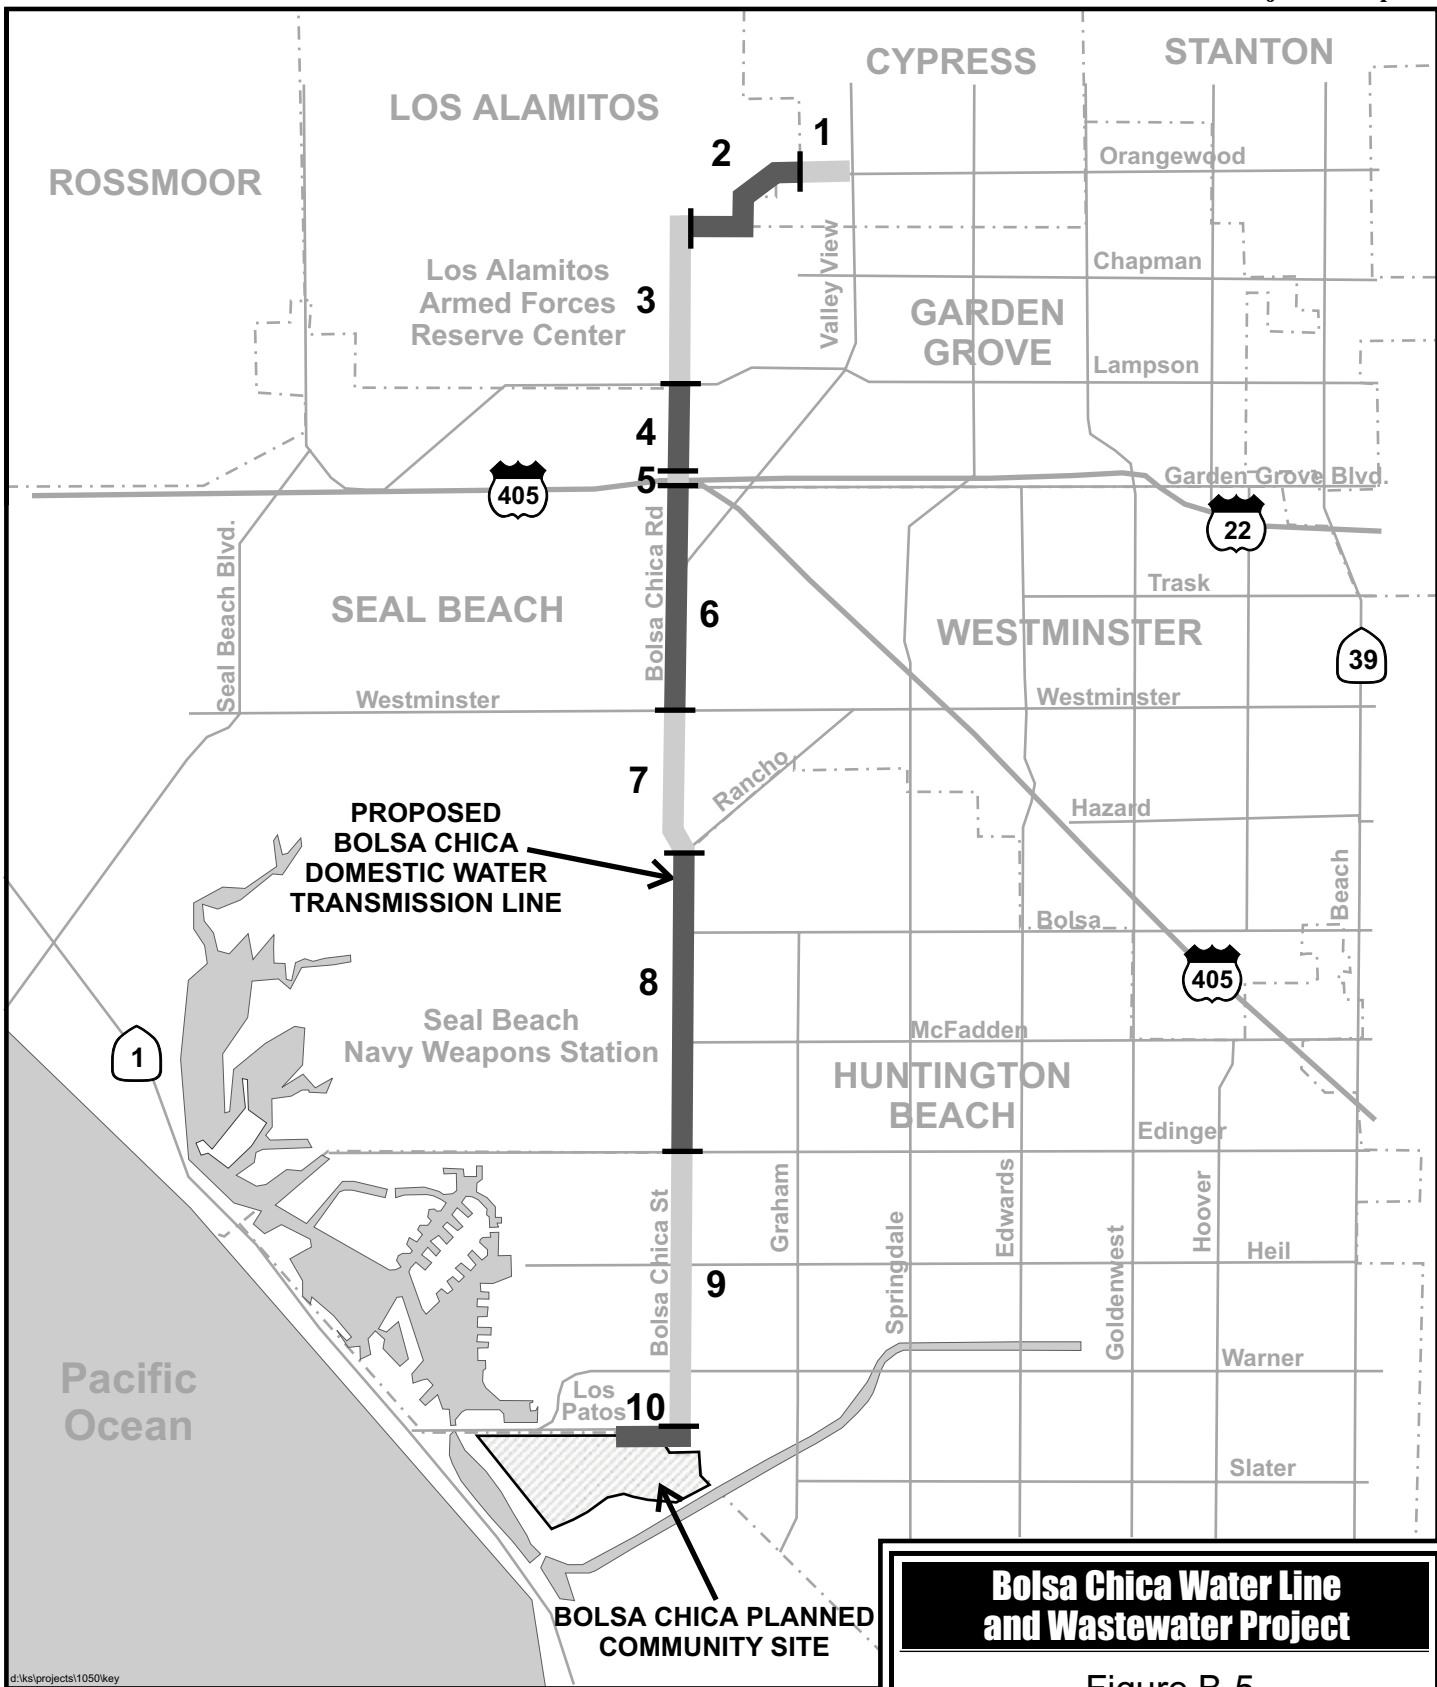 CYPRESS
STANTON
LOS ALAMITOS
ROSSMOOR
1
2
Orangewood
Valley View
Chapman
Los Alamitos
Armed Forces
Reserve Center
3
GARDEN
GROVE
Lampson
4
5
405
Garden Grove Blvd.
22
Seal Beach Blvd.
Bolsa Chica Rd
SEAL BEACH
6
Trask
WESTMINSTER
39
Westminster
Westminster
7
Rancho
Hazard
PROPOSED
BOLSA CHICA
DOMESTIC WATER
TRANSMISSION LINE
Beach
Bolsa
8
405
Seal Beach
Navy Weapons Station
McFadden
1
HUNTINGTON
BEACH
Edinger
Bolsa Chica St
Graham
Springdale
Edwards
Goldenwest
Hoover
Heil
9
Warner
Pacific
Ocean
Los
Patos
10
Slater
BOLSA CHICA PLANNED
COMMUNITY SITE
Bolsa Chica Water Line
and Wastewater Project
Figure B-5
d:\ks\projects\1050\key